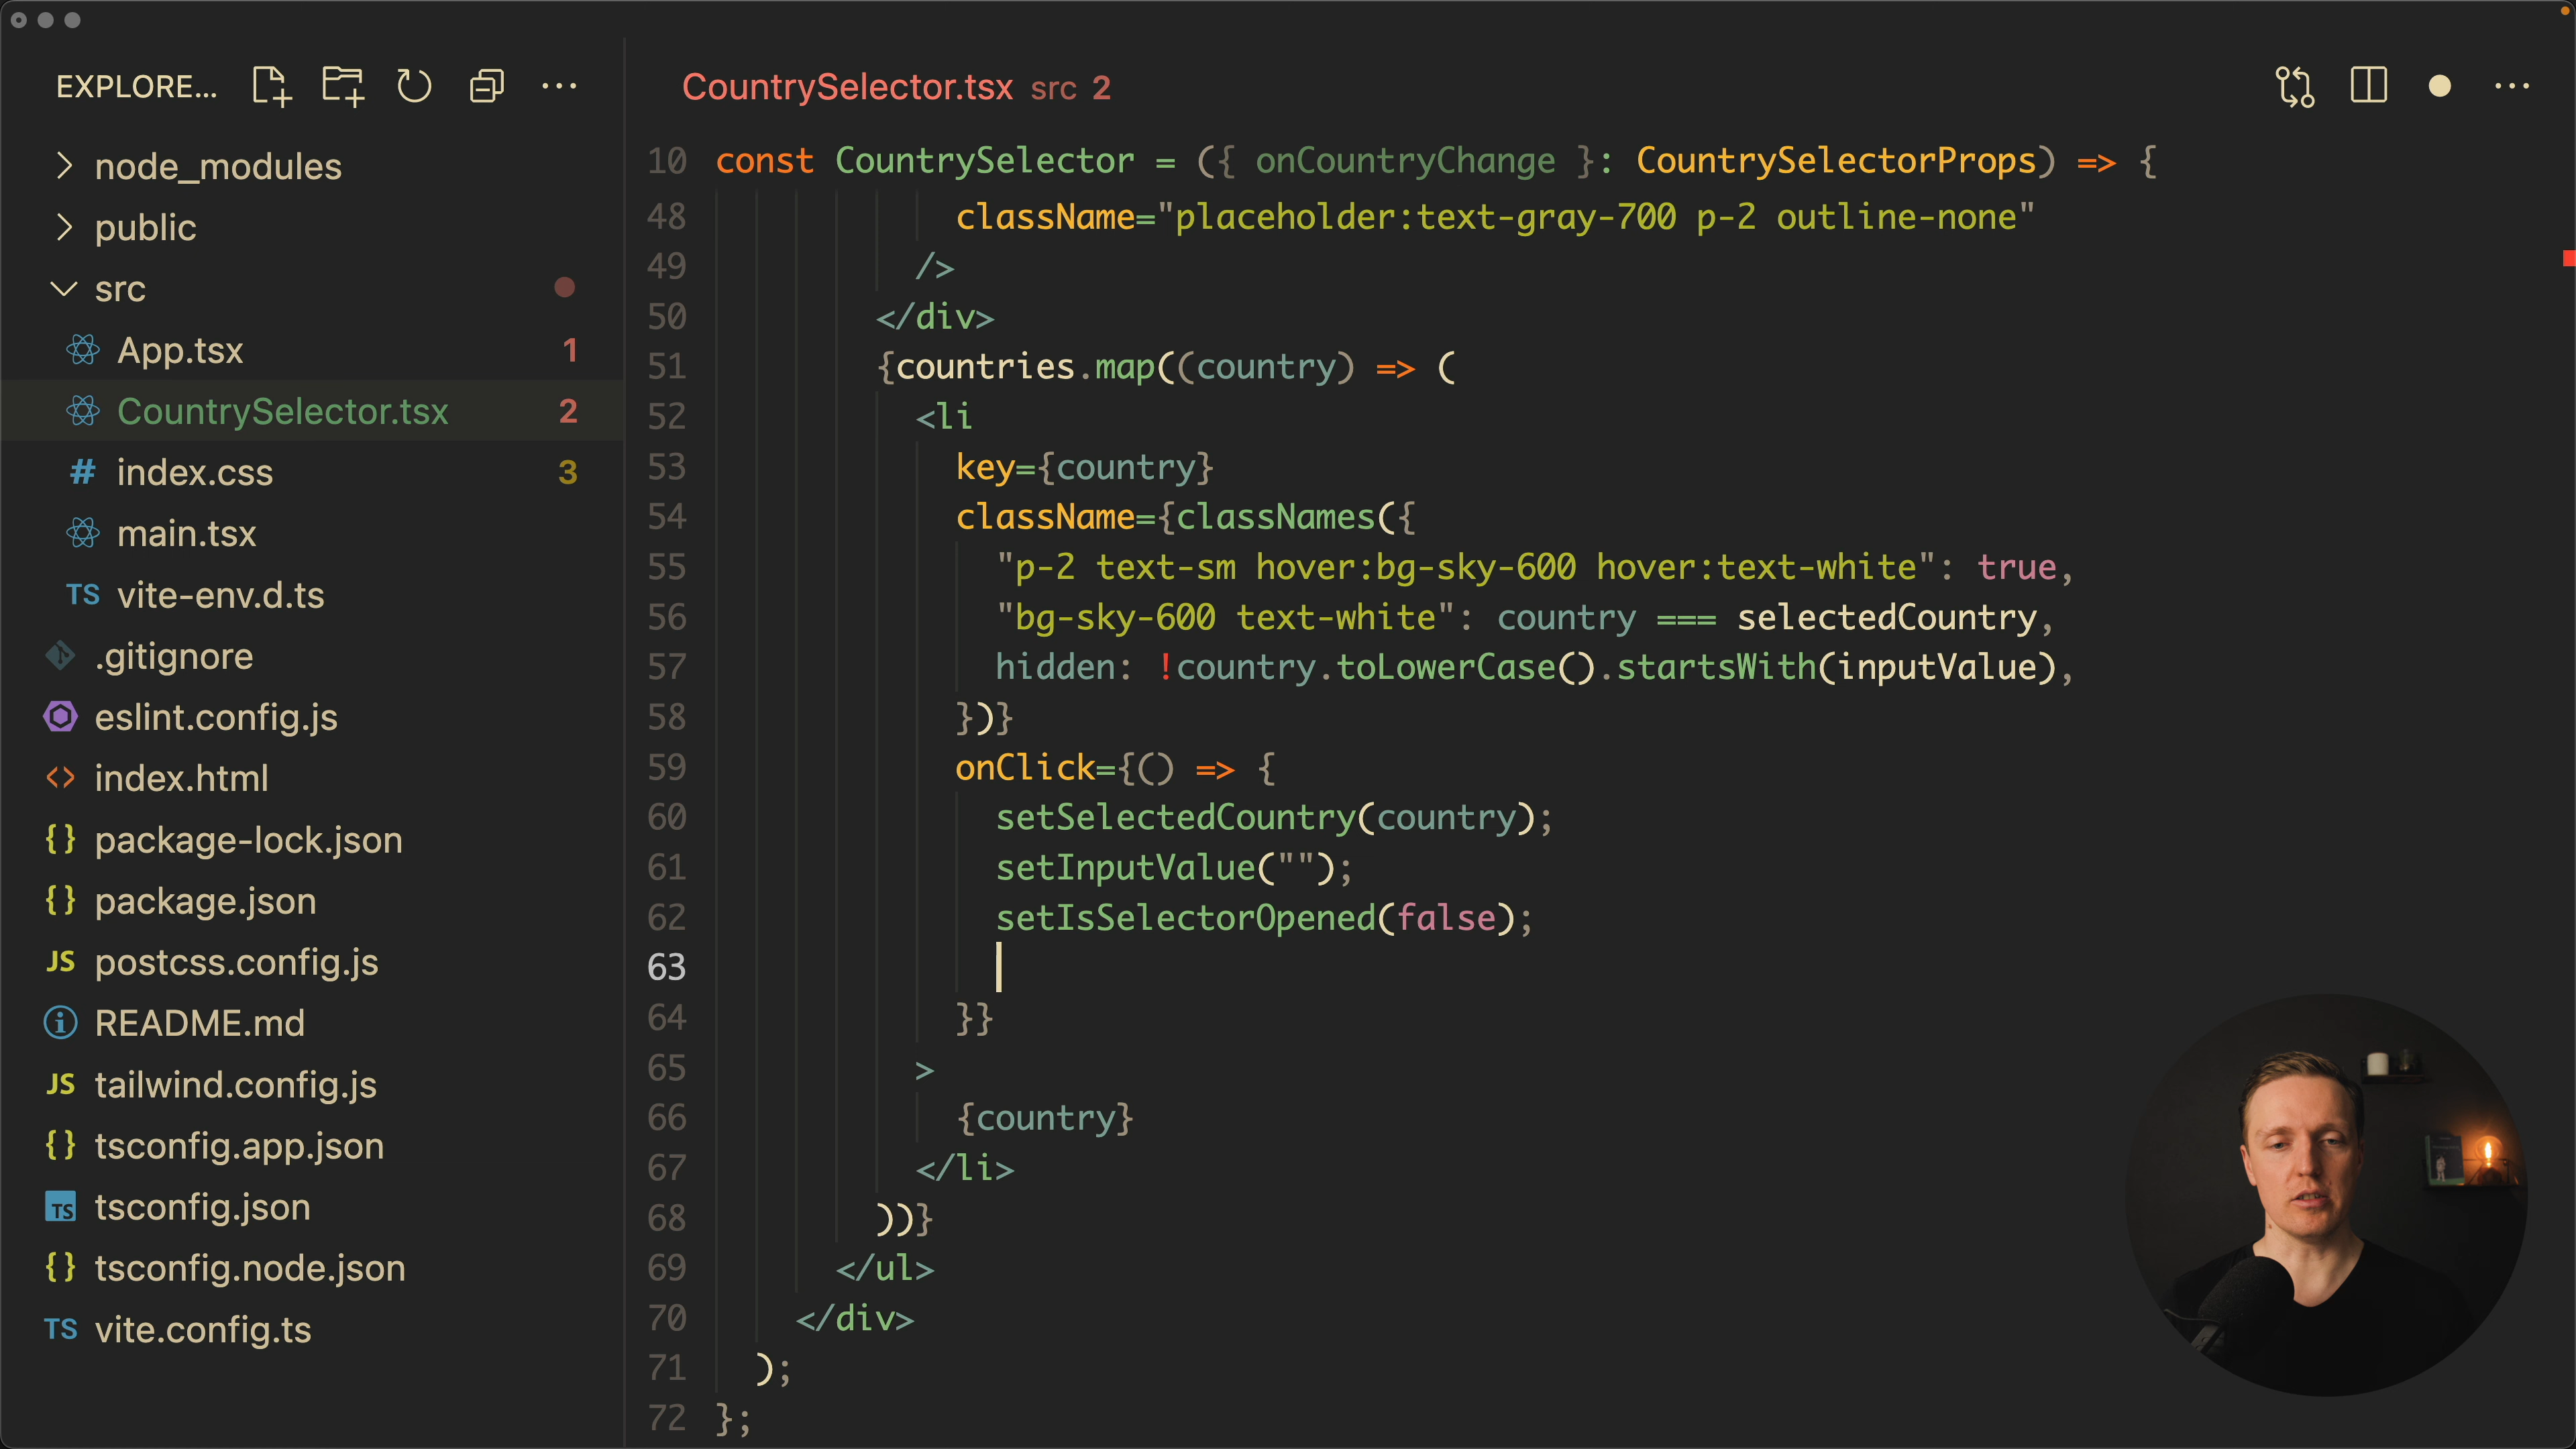 EXPLORE...
node_modules
public
src
App.tsx 1
CountrySelector.tsx 2
# index.css 3
main.tsx
TS vite-env.d.ts
.gitignore
eslint.config.js
<> index.html
{} package-lock.json
{} package.json
JS postcss.config.js
README.md
JS tailwind.config.js
{} tsconfig.app.json
TS tsconfig.json
{} tsconfig.node.json
TS vite.config.ts
CountrySelector.tsx src 2
10 const CountrySelector = ({ onCountryChange }: CountrySelectorProps) => {
48 className="placeholder:text-gray-700 p-2 outline-none"
49 />
50 </div>
51 {countries.map((country) => (
52 <li
53 key={country}
54 className={classNames({
55 "p-2 text-sm hover:bg-sky-600 hover:text-white": true,
56 "bg-sky-600 text-white": country === selectedCountry,
57 hidden: !country.toLowerCase().startsWith(inputValue),
58 })}
59 onClick={() => {
60 setSelectedCountry(country);
61 setInputValue("");
62 setIsSelectorOpened(false);
63
64 }}
65 >
66 {country}
67 </li>
68 ))}
69 </ul>
70 </div>
71 );
72 };